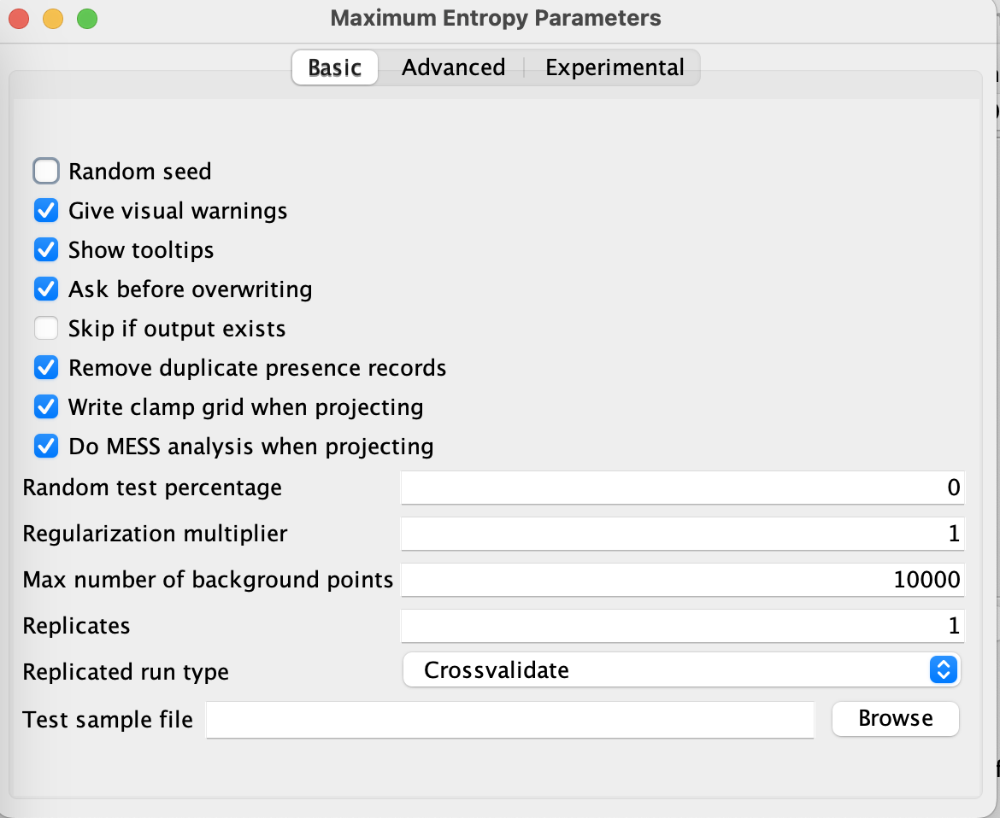 Maximum Entropy Parameters
Basic Advanced Experimental
Random seed
Give visual warnings
Show tooltips
Ask before overwriting
Skip if output exists
Remove duplicate presence records
Write clamp grid when projecting
Do MESS analysis when projecting
Random test percentage 0
Regularization multiplier 1
Max number of background points 10000
Replicates 1
Replicated run type Crossvalidate
Test sample file Browse